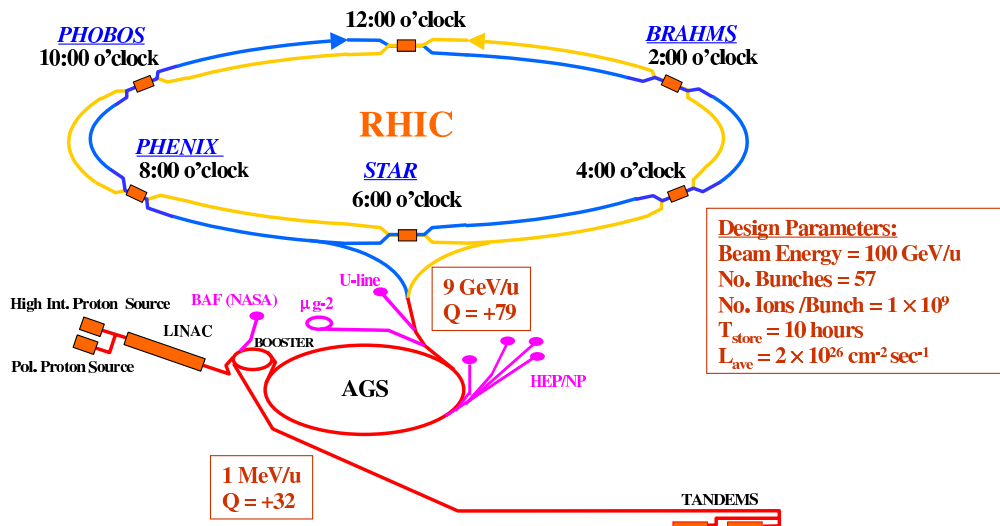 12:00 o’clock
PHOBOS
10:00 o’clock
BRAHMS
2:00 o’clock
RHIC
PHENIX
8:00 o’clock
STAR
6:00 o’clock
4:00 o’clock
Design Parameters:
Beam Energy = 100 GeV/u
No. Bunches = 57
No. Ions /Bunch = 1 × 10⁹
T_store = 10 hours
L_ave = 2 × 10²⁶ cm⁻² sec⁻¹
9 GeV/u
Q = +79
U-line
High Int. Proton Source
BAF (NASA)
μ g-2
LINAC
BOOSTER
Pol. Proton Source
AGS
HEP/NP
1 MeV/u
Q = +32
TANDEMS